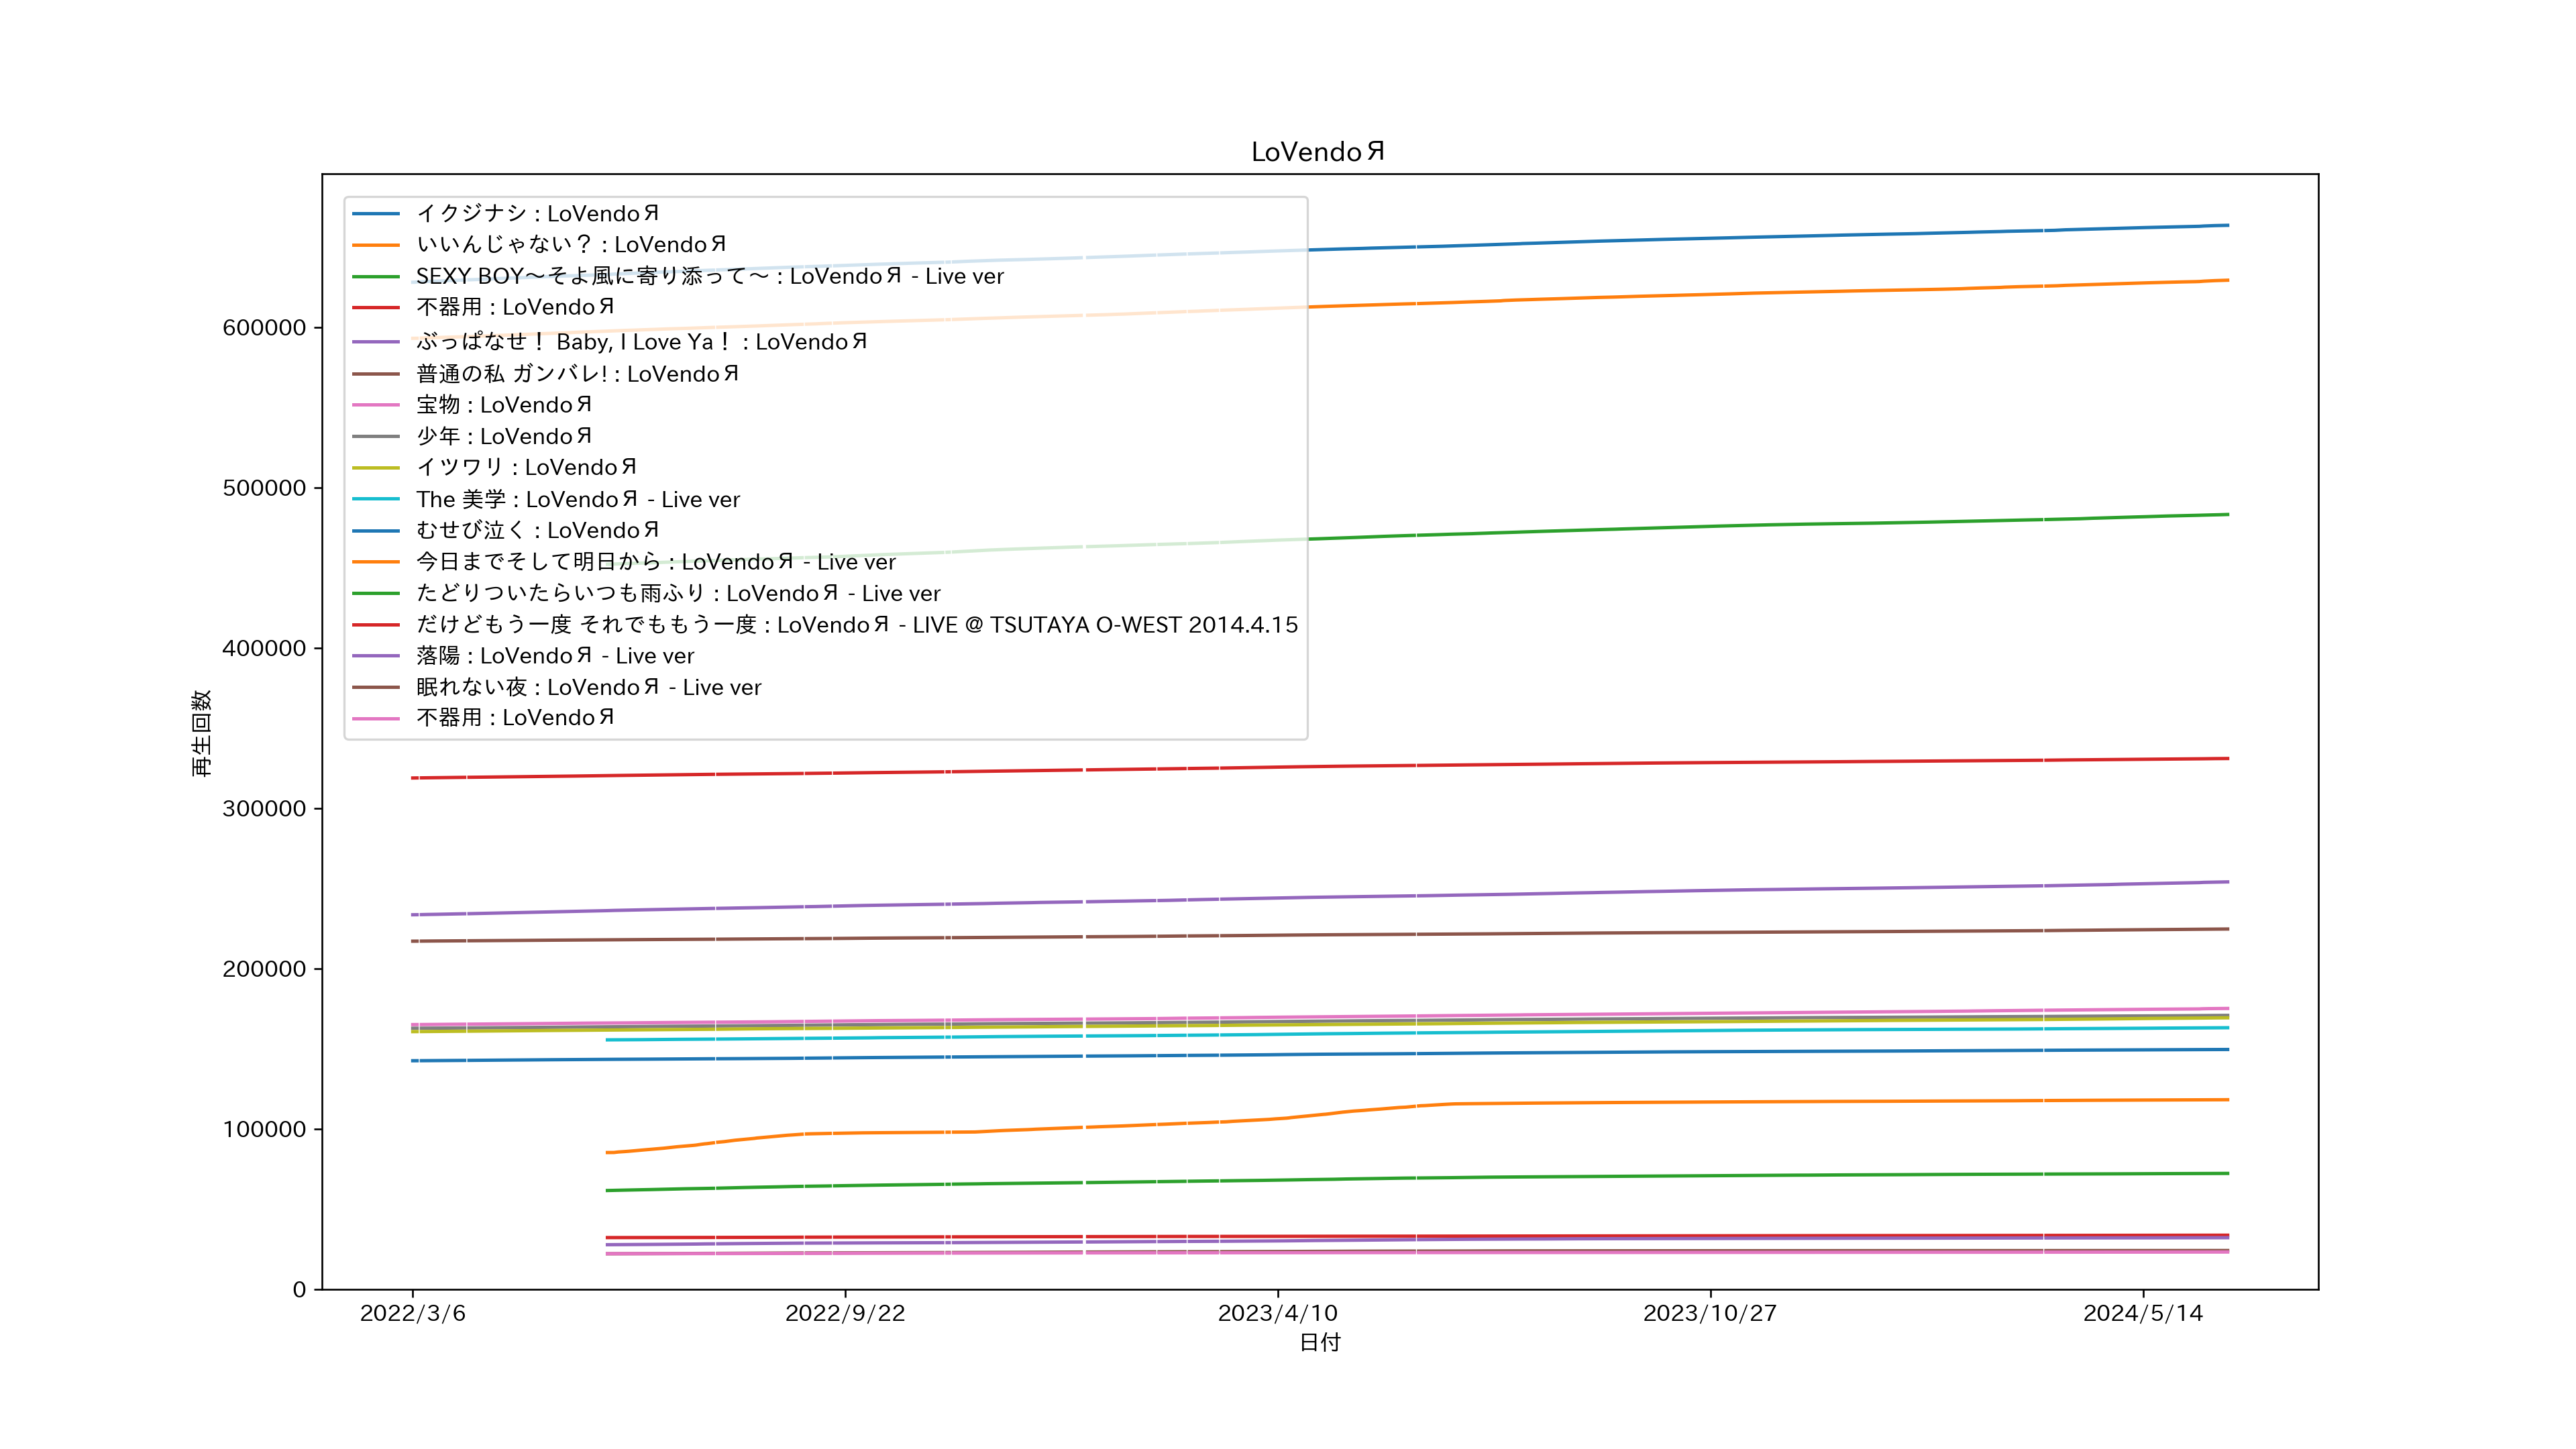 LoVendoЯ
イクジナシ : LoVendoЯ
いいんじゃない？ : LoVendoЯ
SEXY BOY～そよ風に寄り添って～ : LoVendoЯ - Live ver
不器用 : LoVendoЯ
ぶっぱなせ！ Baby, I Love Ya！ : LoVendoЯ
普通の私 ガンバレ! : LoVendoЯ
宝物 : LoVendoЯ
少年 : LoVendoЯ
イツワリ : LoVendoЯ
The 美学 : LoVendoЯ - Live ver
むせび泣く : LoVendoЯ
今日までそして明日から : LoVendoЯ - Live ver
たどりついたらいつも雨ふり : LoVendoЯ - Live ver
だけどもう一度 それでももう一度 : LoVendoЯ - LIVE @ TSUTAYA O-WEST 2014.4.15
落陽 : LoVendoЯ - Live ver
眠れない夜 : LoVendoЯ - Live ver
不器用 : LoVendoЯ
600000
500000
400000
300000
200000
100000
0
再生回数
2022/3/6
2022/9/22
2023/4/10
2023/10/27
2024/5/14
日付